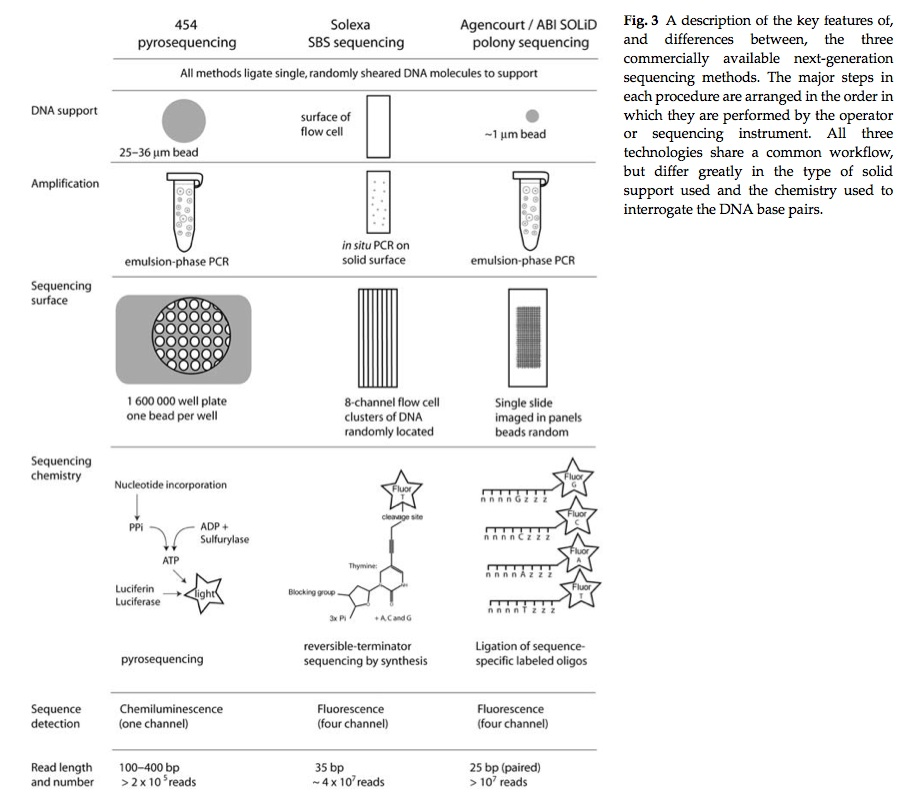 454
pyrosequencing
Solexa
SBS sequencing
Agencourt / ABI SOLiD
polony sequencing
All methods ligate single, randomly sheared DNA molecules to support
DNA support
25–36 μm bead
surface of
flow cell
~1 μm bead
Amplification
emulsion-phase PCR
in situ PCR on
solid surface
emulsion-phase PCR
Sequencing
surface
1 600 000 well plate
one bead per well
8-channel flow cell
clusters of DNA
randomly located
Single slide
imaged in panels
beads random
Sequencing
chemistry
Nucleotide incorporation
PPi
ADP +
Sulfurylase
ATP
Luciferin
Luciferase
light
pyrosequencing
Fluor
T
cleavage site
Thymine:
Blocking group
3x Pi
+ A,C and G
reversible-terminator
sequencing by synthesis
Fluor
G
n n n n G z z z
Fluor
C
n n n n C z z z
Fluor
A
n n n n A z z z
Fluor
T
n n n n T z z z
Ligation of sequence-
specific labeled oligos
Sequence
detection
Chemiluminescence
(one channel)
Fluorescence
(four channel)
Fluorescence
(four channel)
Read length
and number
100–400 bp
> 2 x 10⁵ reads
35 bp
~ 4 x 10⁷ reads
25 bp (paired)
> 10⁷ reads
Fig. 3 A description of the key features of,
and differences between, the three
commercially available next-generation
sequencing methods. The major steps in
each procedure are arranged in the order in
which they are performed by the operator
or sequencing instrument. All three
technologies share a common workflow,
but differ greatly in the type of solid
support used and the chemistry used to
interrogate the DNA base pairs.